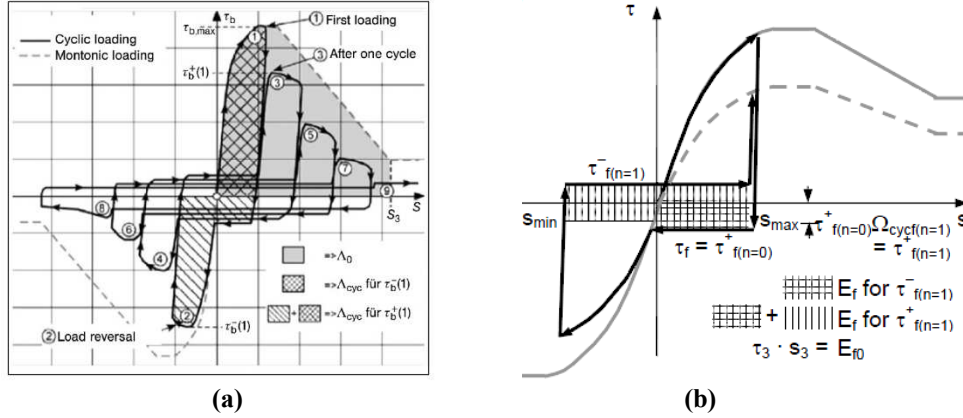 τb
① First loading
τb,max
Cyclic loading
Montonic loading
①
③ After one cycle
τb+(1)
③
⑤
⑦
⑨
S
S3
⑧
⑥
④
=>Λ0
=>Λcyc für τb−(1)
+ =>Λcyc für τb+(1)
②
② Load reversal
τb−(1)
(a)
τ
τ−f(n=1)
smin
smax
s
τ+f(n=0)Ωcycf(n=1)
= τ+f(n=1)
τf = τ+f(n=0)
Ef for τ−f(n=1)
+ Ef for τ+f(n=1)
τ3 · s3 = Ef0
(b)